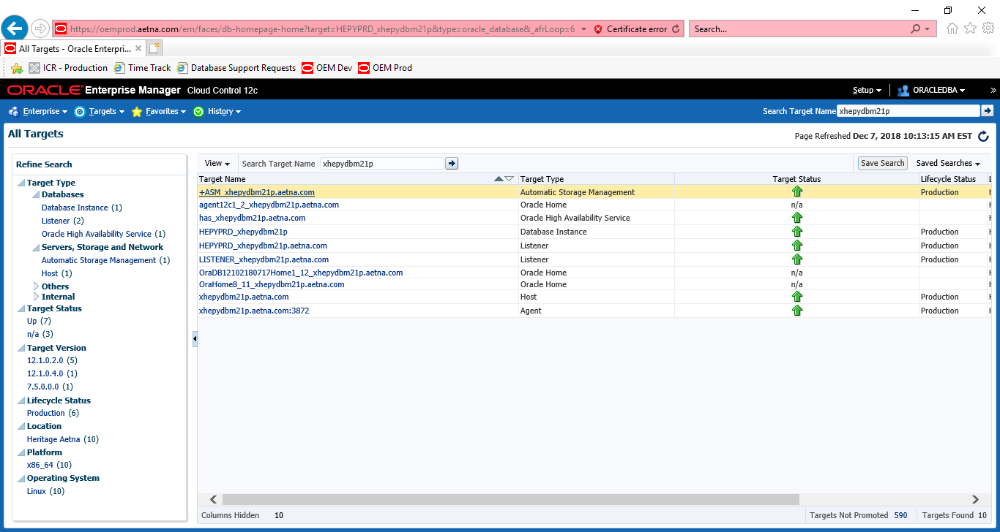 https://oemprod.aetna.com/em/faces/db-homepage-home?target=HEPYPRD_xhepydbm21p&type=oracle_database&_afrLoop=6 Certificate error Search...
All Targets - Oracle Enterpri...
ICR - Production Time Track Database Support Requests OEM Dev OEM Prod
ORACLE Enterprise Manager Cloud Control 12c Setup ORACLEDBA »
Enterprise Targets Favorites History Search Target Name xhepydbm21p
All Targets
Page Refreshed Dec 7, 2018 10:13:15 AM EST
Refine Search
Target Type
Databases
Database Instance (1)
Listener (2)
Oracle High Availability Service (1)
Servers, Storage and Network
Automatic Storage Management (1)
Host (1)
Others
Internal
Target Status
Up (7)
n/a (3)
Target Version
12.1.0.2.0 (5)
12.1.0.4.0 (1)
7.5.0.0.0 (1)
Lifecycle Status
Production (6)
Location
Heritage Aetna (10)
Platform
x86_64 (10)
Operating System
Linux (10)
View Search Target Name xhepydbm21p Save Search Saved Searches
Target Name Target Type Target Status Lifecycle Status
+ASM_xhepydbm21p.aetna.com Automatic Storage Management Production
agent12c1_2_xhepydbm21p.aetna.com Oracle Home n/a
has_xhepydbm21p.aetna.com Oracle High Availability Service
HEPYPRD_xhepydbm21p Database Instance Production
HEPYPRD_xhepydbm21p.aetna.com Listener Production
LISTENER_xhepydbm21p.aetna.com Listener Production
OraDB12102180717Home1_12_xhepydbm21p.aetna.com Oracle Home n/a
OraHome8_11_xhepydbm21p.aetna.com Oracle Home n/a
xhepydbm21p.aetna.com Host Production
xhepydbm21p.aetna.com:3872 Agent Production
Columns Hidden 10 Targets Not Promoted 590 Targets Found 10